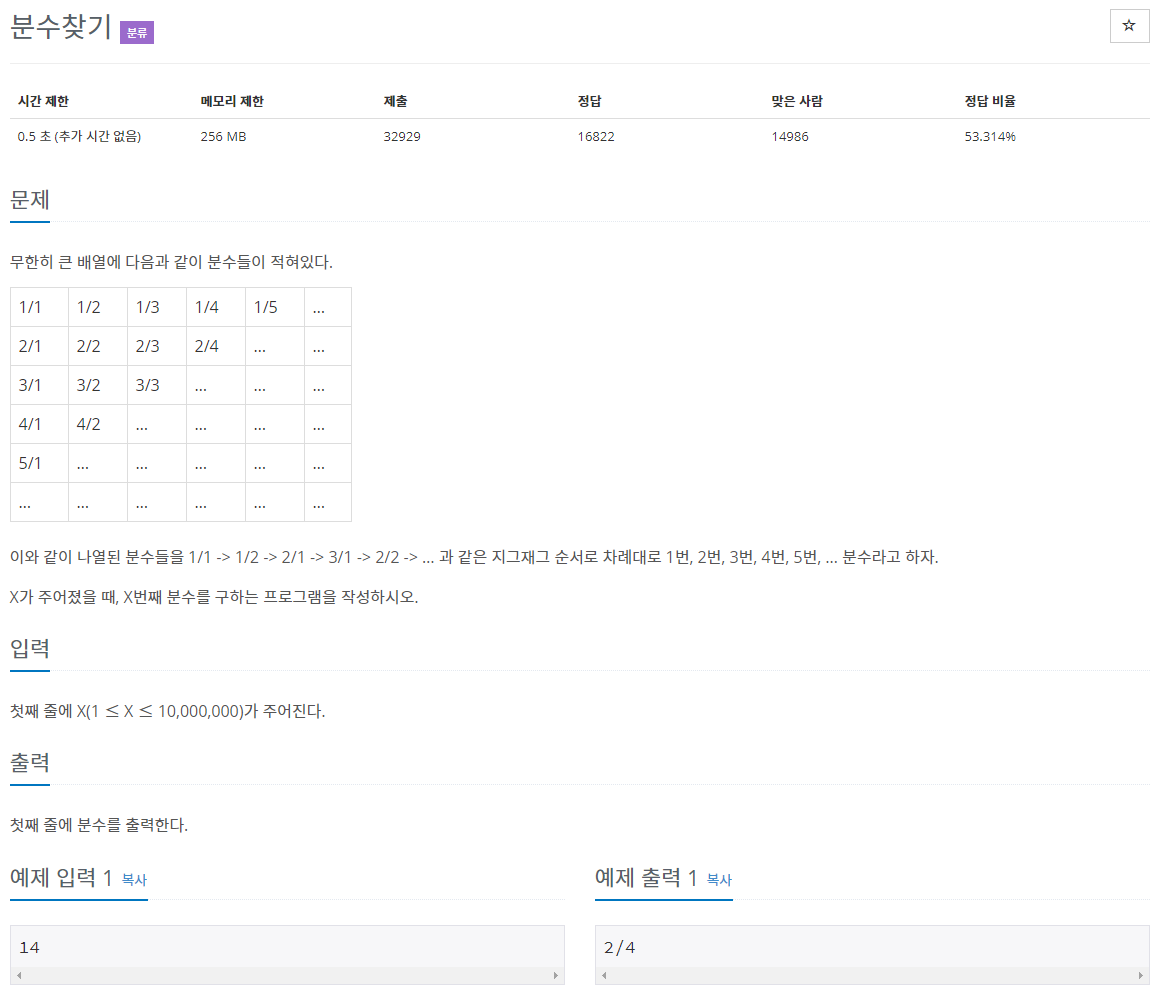 분수찾기 분류
☆
시간 제한 메모리 제한 제출 정답 맞은 사람 정답 비율
0.5 초 (추가 시간 없음) 256 MB 32929 16822 14986 53.314%
문제
무한히 큰 배열에 다음과 같이 분수들이 적혀있다.
1/1 1/2 1/3 1/4 1/5 ...
2/1 2/2 2/3 2/4 ... ...
3/1 3/2 3/3 ... ... ...
4/1 4/2 ... ... ... ...
5/1 ... ... ... ... ...
... ... ... ... ... ...
이와 같이 나열된 분수들을 1/1 -> 1/2 -> 2/1 -> 3/1 -> 2/2 -> ... 과 같은 지그재그 순서로 차례대로 1번, 2번, 3번, 4번, 5번, ... 분수라고 하자.
X가 주어졌을 때, X번째 분수를 구하는 프로그램을 작성하시오.
입력
첫째 줄에 X(1 ≤ X ≤ 10,000,000)가 주어진다.
출력
첫째 줄에 분수를 출력한다.
예제 입력 1 복사
14
예제 출력 1 복사
2/4